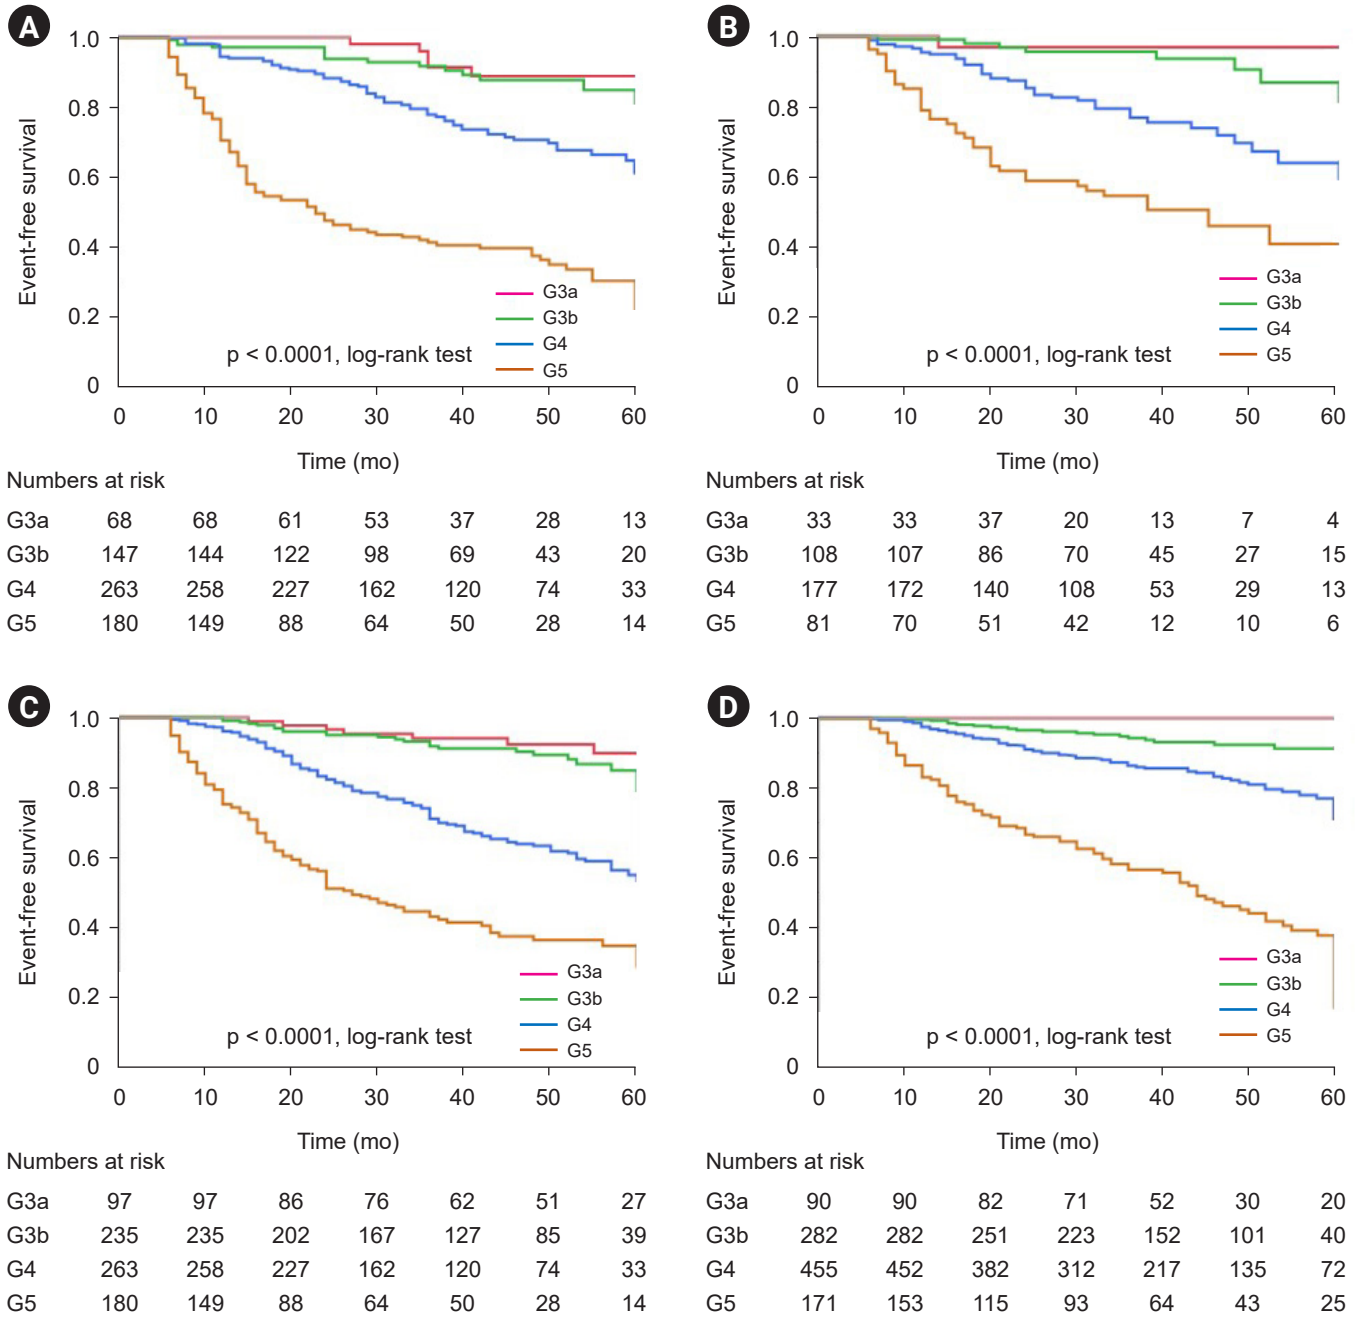 A
1.0
0.8
0.6
0.4
0.2
0
Event-free survival
G3a
G3b
G4
G5
p < 0.0001, log-rank test
0 10 20 30 40 50 60
Time (mo)
Numbers at risk
G3a 68 68 61 53 37 28 13
G3b 147 144 122 98 69 43 20
G4 263 258 227 162 120 74 33
G5 180 149 88 64 50 28 14
B
1.0
0.8
0.6
0.4
0.2
0
Event-free survival
G3a
G3b
G4
G5
p < 0.0001, log-rank test
0 10 20 30 40 50 60
Time (mo)
Numbers at risk
G3a 33 33 37 20 13 7 4
G3b 108 107 86 70 45 27 15
G4 177 172 140 108 53 29 13
G5 81 70 51 42 12 10 6
C
1.0
0.8
0.6
0.4
0.2
0
Event-free survival
G3a
G3b
G4
G5
p < 0.0001, log-rank test
0 10 20 30 40 50 60
Time (mo)
Numbers at risk
G3a 97 97 86 76 62 51 27
G3b 235 235 202 167 127 85 39
G4 263 258 227 162 120 74 33
G5 180 149 88 64 50 28 14
D
1.0
0.8
0.6
0.4
0.2
0
Event-free survival
G3a
G3b
G4
G5
p < 0.0001, log-rank test
0 10 20 30 40 50 60
Time (mo)
Numbers at risk
G3a 90 90 82 71 52 30 20
G3b 282 282 251 223 152 101 40
G4 455 452 382 312 217 135 72
G5 171 153 115 93 64 43 25